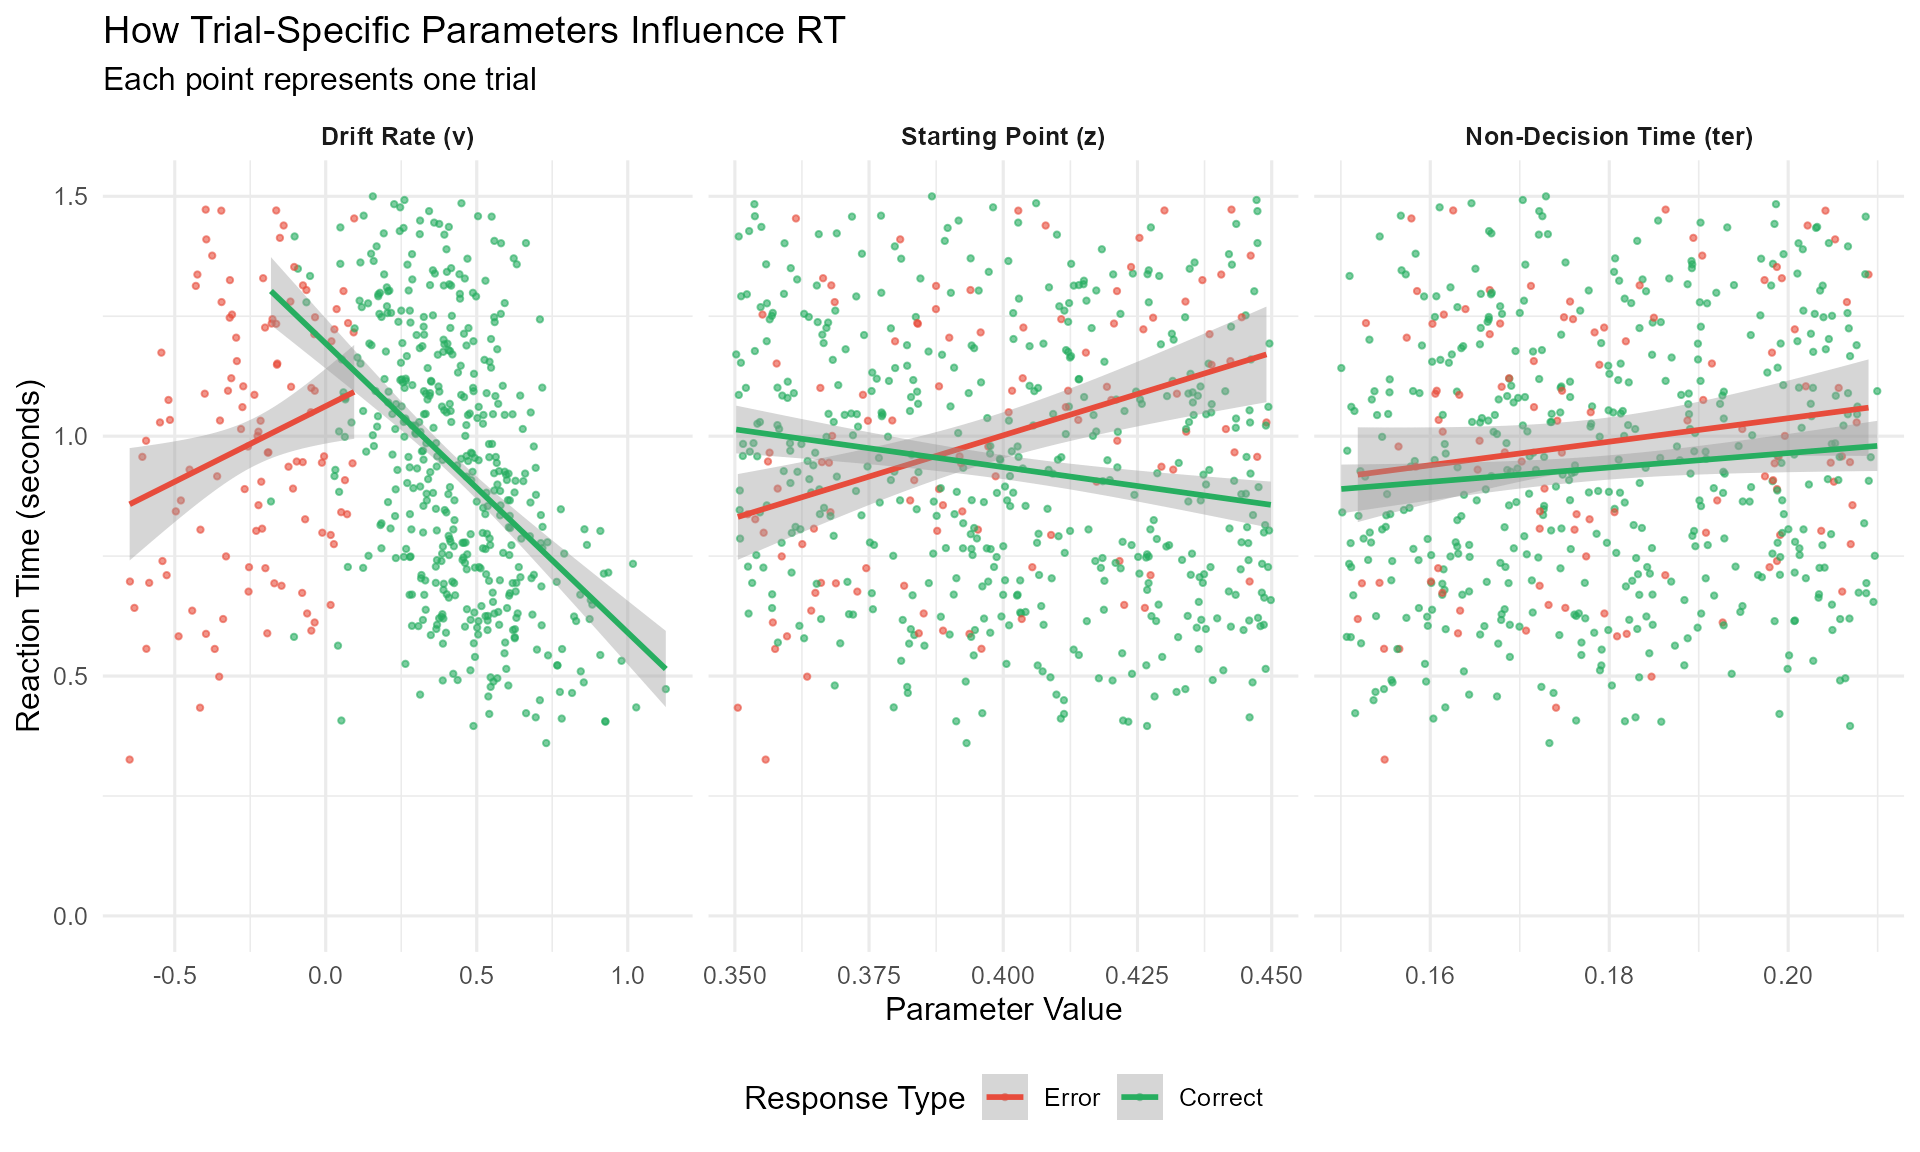 How Trial-Specific Parameters Influence RT
Each point represents one trial
Drift Rate (v)
Starting Point (z)
Non-Decision Time (ter)
Reaction Time (seconds)
1.5
1.0
0.5
0.0
-0.5 0.0 0.5 1.0
0.350 0.375 0.400 0.425 0.450
0.16 0.18 0.20
Parameter Value
Response Type Error Correct